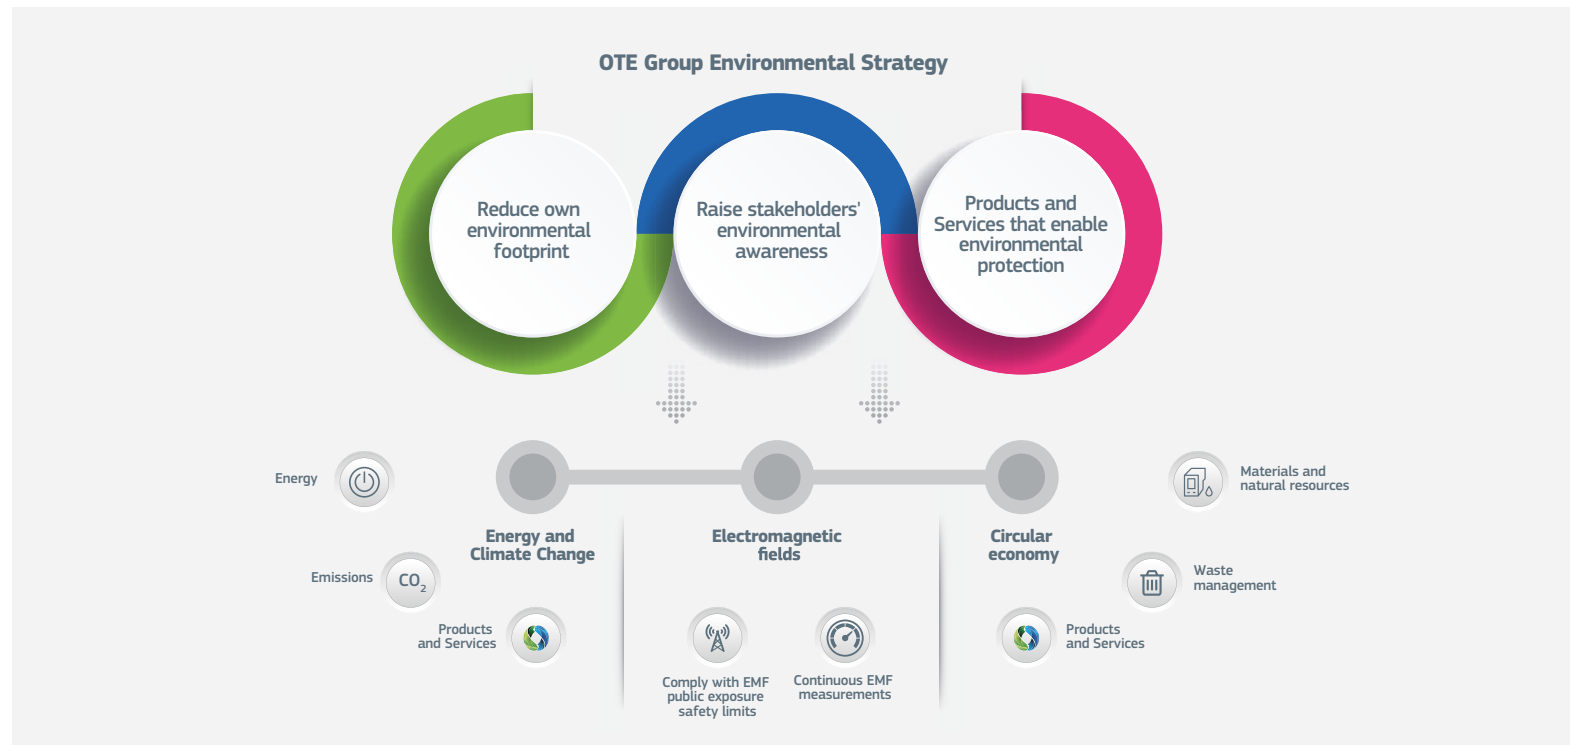 OTE Group Environmental Strategy
Reduce own
environmental
footprint
Raise stakeholders'
environmental
awareness
Products and
Services that enable
environmental
protection
Energy
Energy and
Climate Change
Emissions
CO2
Products
and Services
Electromagnetic
fields
Comply with EMF
public exposure
safety limits
Continuous EMF
measurements
Circular
economy
Materials and
natural resources
Waste
management
Products
and Services